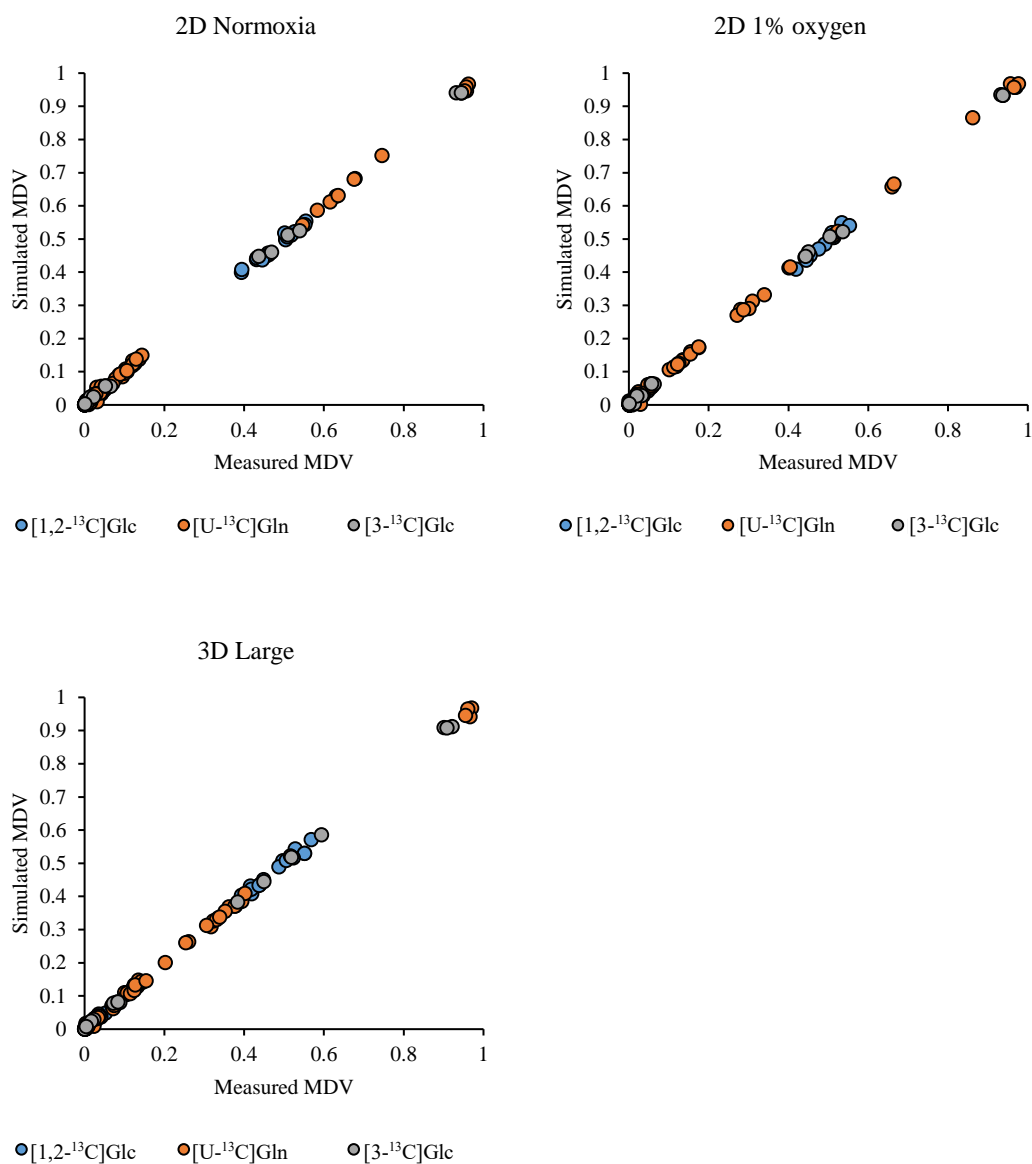 2D Normoxia
1
0.9
0.8
0.7
0.6
0.5
0.4
0.3
0.2
0.1
0
Simulated MDV
0 0.2 0.4 0.6 0.8 1
Measured MDV
[1,2-¹³C]Glc [U-¹³C]Gln [3-¹³C]Glc
2D 1% oxygen
1
0.9
0.8
0.7
0.6
0.5
0.4
0.3
0.2
0.1
0
Simulated MDV
0 0.2 0.4 0.6 0.8 1
Measured MDV
[1,2-¹³C]Glc [U-¹³C]Gln [3-¹³C]Glc
3D Large
1
0.9
0.8
0.7
0.6
0.5
0.4
0.3
0.2
0.1
0
Simulated MDV
0 0.2 0.4 0.6 0.8 1
Measured MDV
[1,2-¹³C]Glc [U-¹³C]Gln [3-¹³C]Glc